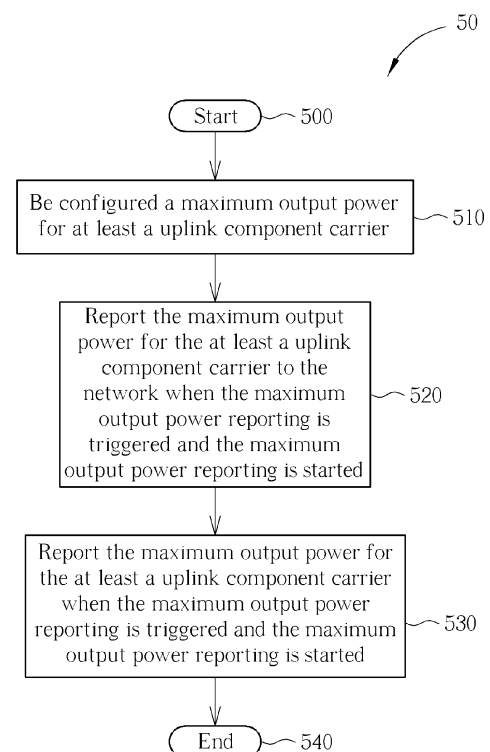 50
Start
500
Be configured a maximum output power
for at least a uplink component carrier
510
Report the maximum output
power for the at least a uplink
component carrier to the
network when the maximum
output power reporting is
triggered and the maximum
output power reporting is started
520
Report the maximum output power for
the at least a uplink component carrier
when the maximum output power
reporting is triggered and the maximum
output power reporting is started
530
End
540